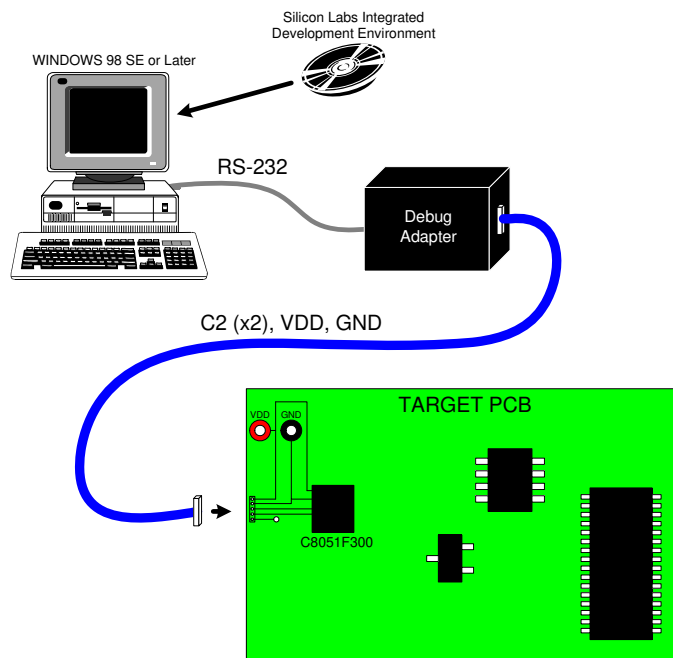 Silicon Labs Integrated
Development Environment
WINDOWS 98 SE or Later
RS-232
Debug
Adapter
C2 (x2), VDD, GND
TARGET PCB
VDD
GND
C8051F300